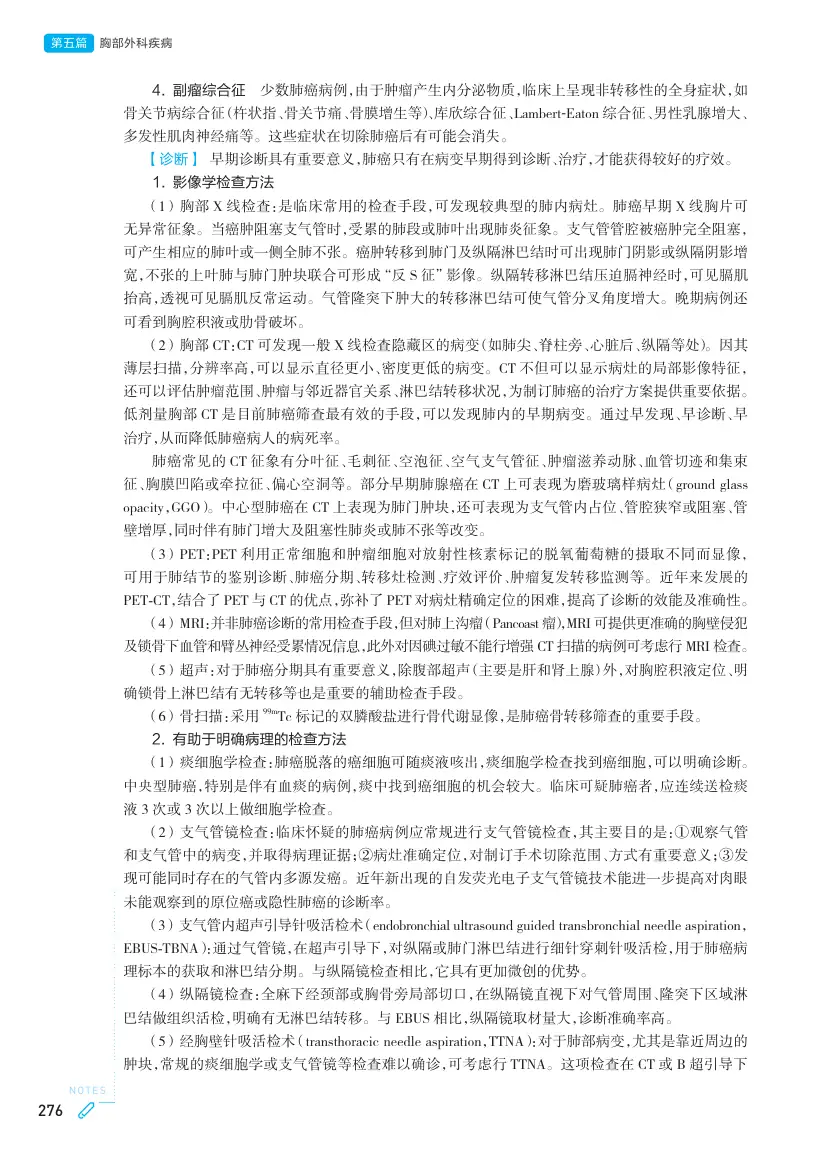 第五篇 胸部外科疾病
4. 副瘤综合征 少数肺癌病例,由于肿瘤产生内分泌物质,临床上呈现非转移性的全身症状,如
骨关节病综合征(杵状指、骨关节痛、骨膜增生等)、库欣综合征、Lambert-Eaton 综合征、男性乳腺增大、
多发性肌肉神经痛等。这些症状在切除肺癌后有可能会消失。
【诊断】 早期诊断具有重要意义,肺癌只有在病变早期得到诊断、治疗,才能获得较好的疗效。
1. 影像学检查方法
(1)胸部 X 线检查:是临床常用的检查手段,可发现较典型的肺内病灶。肺癌早期 X 线胸片可
无异常征象。当癌肿阻塞支气管时,受累的肺段或肺叶出现肺炎征象。支气管管腔被癌肿完全阻塞,
可产生相应的肺叶或一侧全肺不张。癌肿转移到肺门及纵隔淋巴结时可出现肺门阴影或纵隔阴影增
宽,不张的上叶肺与肺门肿块联合可形成“反 S 征”影像。纵隔转移淋巴结压迫膈神经时,可见膈肌
抬高,透视可见膈肌反常运动。气管隆突下肿大的转移淋巴结可使气管分叉角度增大。晚期病例还
可看到胸腔积液或肋骨破坏。
(2)胸部 CT:CT 可发现一般 X 线检查隐藏区的病变(如肺尖、脊柱旁、心脏后、纵隔等处)。因其
薄层扫描,分辨率高,可以显示直径更小、密度更低的病变。CT 不但可以显示病灶的局部影像特征,
还可以评估肿瘤范围、肿瘤与邻近器官关系、淋巴结转移状况,为制订肺癌的治疗方案提供重要依据。
低剂量胸部 CT 是目前肺癌筛查最有效的手段,可以发现肺内的早期病变。通过早发现、早诊断、早
治疗,从而降低肺癌病人的病死率。
肺癌常见的 CT 征象有分叶征、毛刺征、空泡征、空气支气管征、肿瘤滋养动脉、血管切迹和集束
征、胸膜凹陷或牵拉征、偏心空洞等。部分早期肺腺癌在 CT 上可表现为磨玻璃样病灶(ground glass
opacity,GGO)。中心型肺癌在 CT 上表现为肺门肿块,还可表现为支气管内占位、管腔狭窄或阻塞、管
壁增厚,同时伴有肺门增大及阻塞性肺炎或肺不张等改变。
(3)PET:PET 利用正常细胞和肿瘤细胞对放射性核素标记的脱氧葡萄糖的摄取不同而显像,
可用于肺结节的鉴别诊断、肺癌分期、转移灶检测、疗效评价、肿瘤复发转移监测等。近年来发展的
PET-CT,结合了 PET 与 CT 的优点,弥补了 PET 对病灶精确定位的困难,提高了诊断的效能及准确性。
(4)MRI:并非肺癌诊断的常用检查手段,但对肺上沟瘤(Pancoast 瘤),MRI 可提供更准确的胸壁侵犯
及锁骨下血管和臂丛神经受累情况信息,此外对因碘过敏不能行增强 CT 扫描的病例可考虑行 MRI 检查。
(5)超声:对于肺癌分期具有重要意义,除腹部超声(主要是肝和肾上腺)外,对胸腔积液定位、明
确锁骨上淋巴结有无转移等也是重要的辅助检查手段。
(6)骨扫描:采用 ⁹⁹ᵐTc 标记的双膦酸盐进行骨代谢显像,是肺癌骨转移筛查的重要手段。
2. 有助于明确病理的检查方法
(1)痰细胞学检查:肺癌脱落的癌细胞可随痰液咳出,痰细胞学检查找到癌细胞,可以明确诊断。
中央型肺癌,特别是伴有血痰的病例,痰中找到癌细胞的机会较大。临床可疑肺癌者,应连续送检痰
液 3 次或 3 次以上做细胞学检查。
(2)支气管镜检查:临床怀疑的肺癌病例应常规进行支气管镜检查,其主要目的是:①观察气管
和支气管中的病变,并取得病理证据;②病灶准确定位,对制订手术切除范围、方式有重要意义;③发
现可能同时存在的气管内多源发癌。近年新出现的自发荧光电子支气管镜技术能进一步提高对肉眼
未能观察到的原位癌或隐性肺癌的诊断率。
(3)支气管内超声引导针吸活检术(endobronchial ultrasound guided transbronchial needle aspiration,
EBUS-TBNA):通过气管镜,在超声引导下,对纵隔或肺门淋巴结进行细针穿刺针吸活检,用于肺癌病
理标本的获取和淋巴结分期。与纵隔镜检查相比,它具有更加微创的优势。
(4)纵隔镜检查:全麻下经颈部或胸骨旁局部切口,在纵隔镜直视下对气管周围、隆突下区域淋
巴结做组织活检,明确有无淋巴结转移。与 EBUS 相比,纵隔镜取材量大,诊断准确率高。
(5)经胸壁针吸活检术(transthoracic needle aspiration,TTNA):对于肺部病变,尤其是靠近周边的
肿块,常规的痰细胞学或支气管镜等检查难以确诊,可考虑行 TTNA。这项检查在 CT 或 B 超引导下
NOTES
276